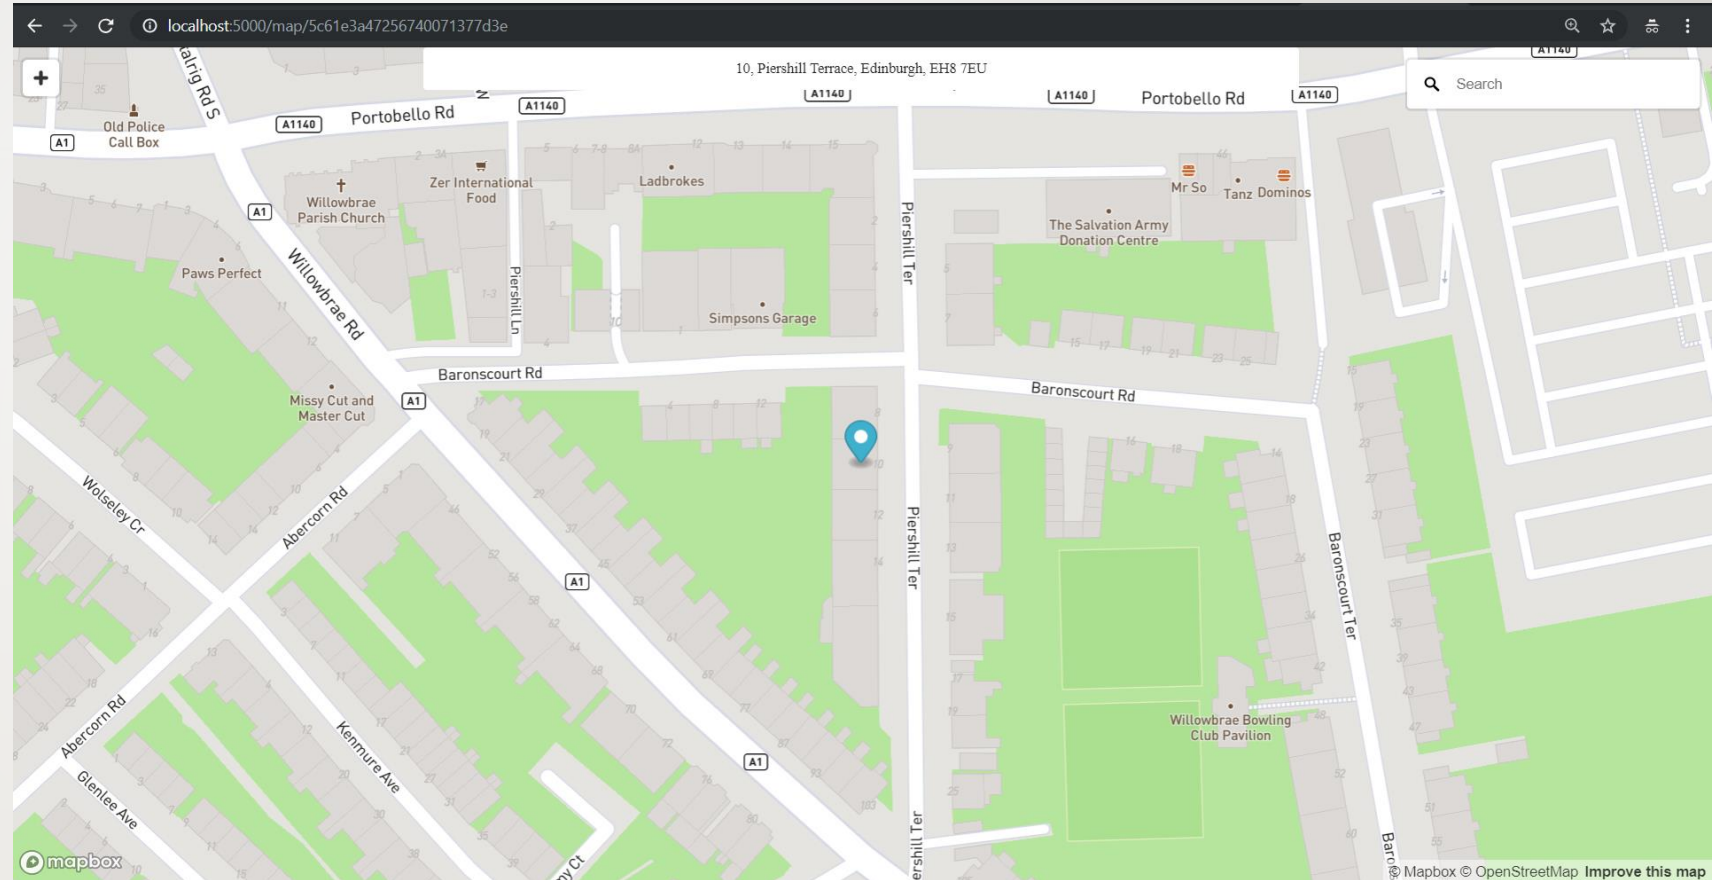 localhost:5000/map/5c61e3a47256740071377d3e
10, Piershill Terrace, Edinburgh, EH8 7EU
Search
A1140
A1140
A1140
A1140
A1140
A1140
Portobello Rd
Portobello Rd
Old Police
Call Box
A1
A1
A1
A1
A1
Willowbrae
Parish Church
Zer International
Food
Ladbrokes
Mr So
Tanz
Dominos
The Salvation Army
Donation Centre
Paws Perfect
Willowbrae Rd
Piershill Ln
Piershill Ter
Simpsons Garage
Baronscourt Rd
Baronscourt Rd
Missy Cut and
Master Cut
Wolseley Cr
Abercorn Rd
Piershill Ter
Baronscourt Ter
Abercorn Rd
Kenmure Ave
Glenlee Ave
Willowbrae Bowling
Club Pavilion
mapbox
© Mapbox © OpenStreetMap Improve this map